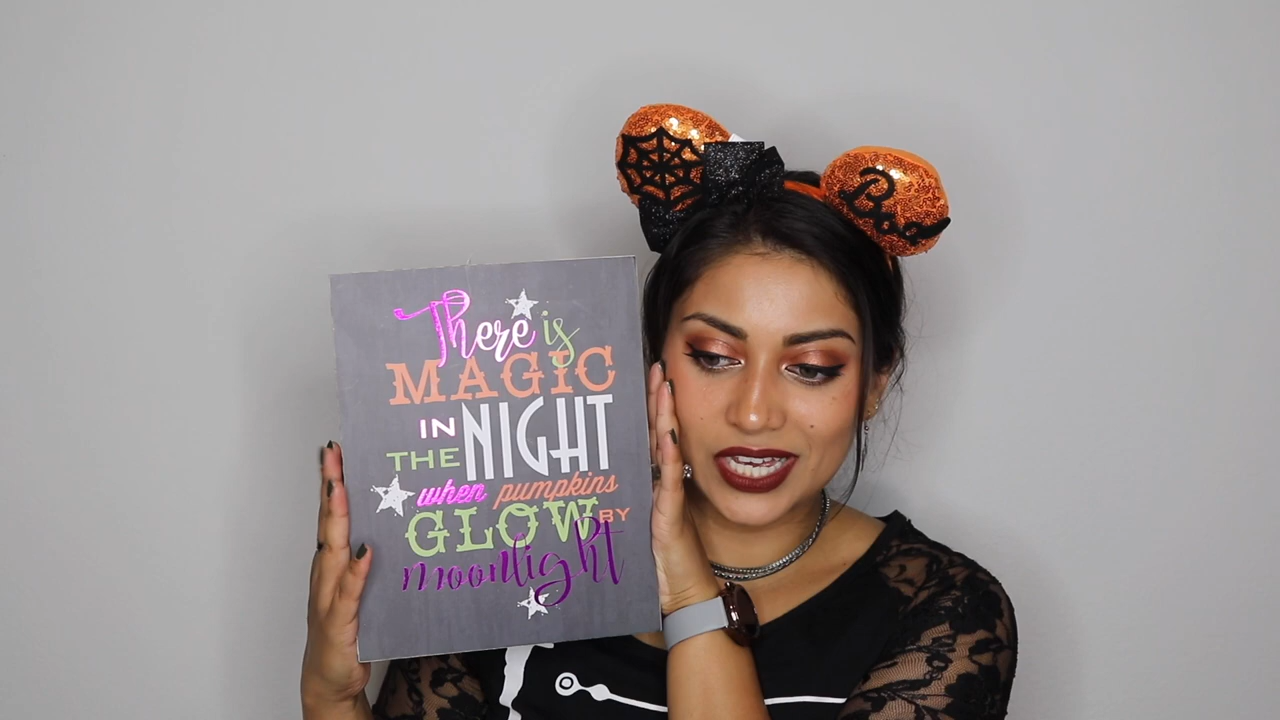 There is
MAGIC
IN
THE NIGHT
when pumpkins
GLOW BY
moonlight
Boo